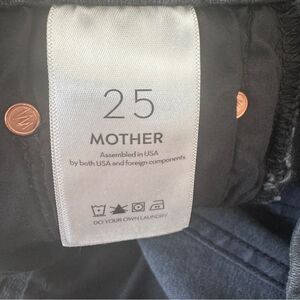 25
MOTHER
Assembled in USA
by both USA and foreign components
DO YOUR OWN LAUNDRY